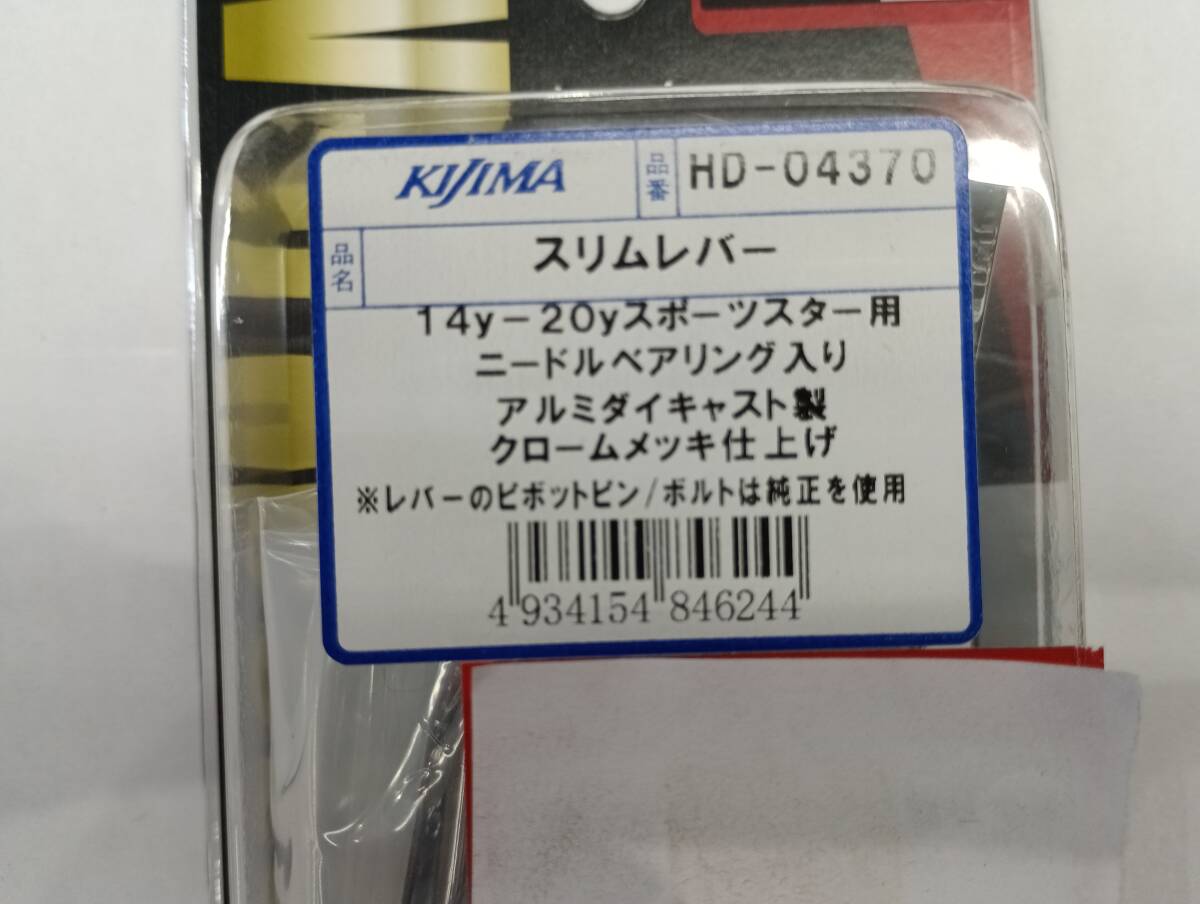 KIJIMA 品番 HD-04370
品名 スリムレバー
14y-20yスポーツスター用
ニードルベアリング入り
アルミダイキャスト製
クロームメッキ仕上げ
※レバーのピボットピン/ボルトは純正を使用
4 934154 846244